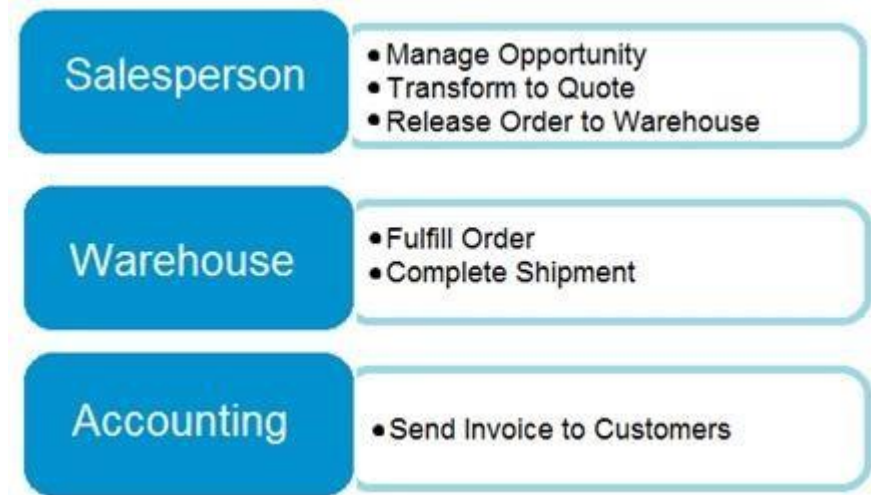 Salesperson
• Manage Opportunity
• Transform to Quote
• Release Order to Warehouse
Warehouse
• Fulfill Order
• Complete Shipment
Accounting
• Send Invoice to Customers